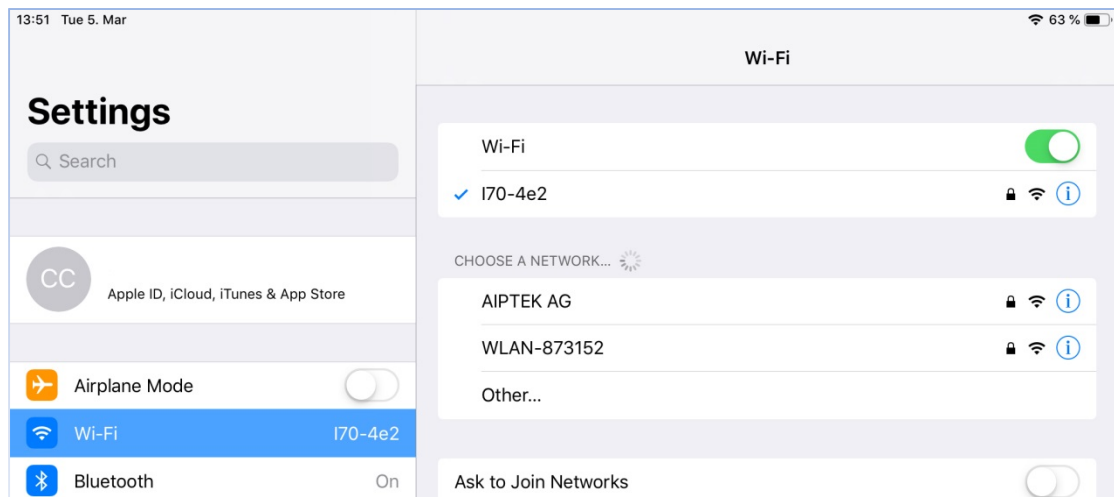 13:51 Tue 5. Mar
63 %
Settings
Search
CC
Apple ID, iCloud, iTunes & App Store
Airplane Mode
Wi-Fi I70-4e2
Bluetooth On
Wi-Fi
Wi-Fi
I70-4e2
CHOOSE A NETWORK...
AIPTEK AG
WLAN-873152
Other...
Ask to Join Networks